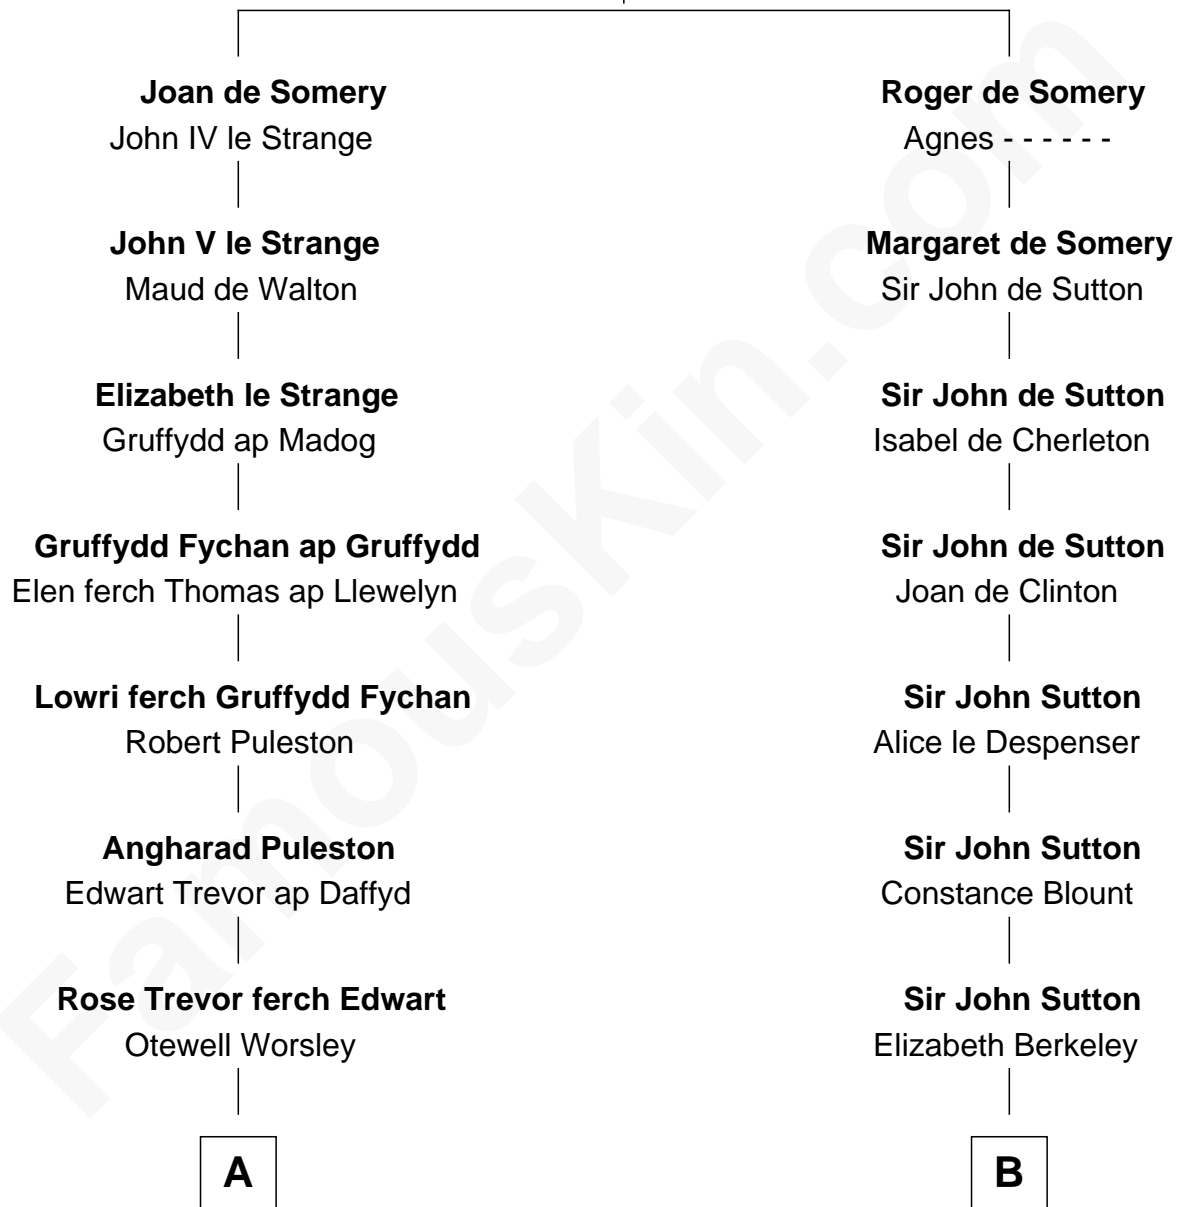 Joan de Somery
John IV le Strange
John V le Strange
Maud de Walton
Elizabeth le Strange
Gruffydd ap Madog
Gruffydd Fychan ap Gruffydd
Elen ferch Thomas ap Llewelyn
Lowri ferch Gruffydd Fychan
Robert Puleston
Angharad Puleston
Edwart Trevor ap Daffyd
Rose Trevor ferch Edwart
Otewell Worsley
A
Roger de Somery
Agnes - - - - - -
Margaret de Somery
Sir John de Sutton
Sir John de Sutton
Isabel de Cherleton
Sir John de Sutton
Joan de Clinton
Sir John Sutton
Alice le Despenser
Sir John Sutton
Constance Blount
Sir John Sutton
Elizabeth Berkeley
B
FamousKin.com